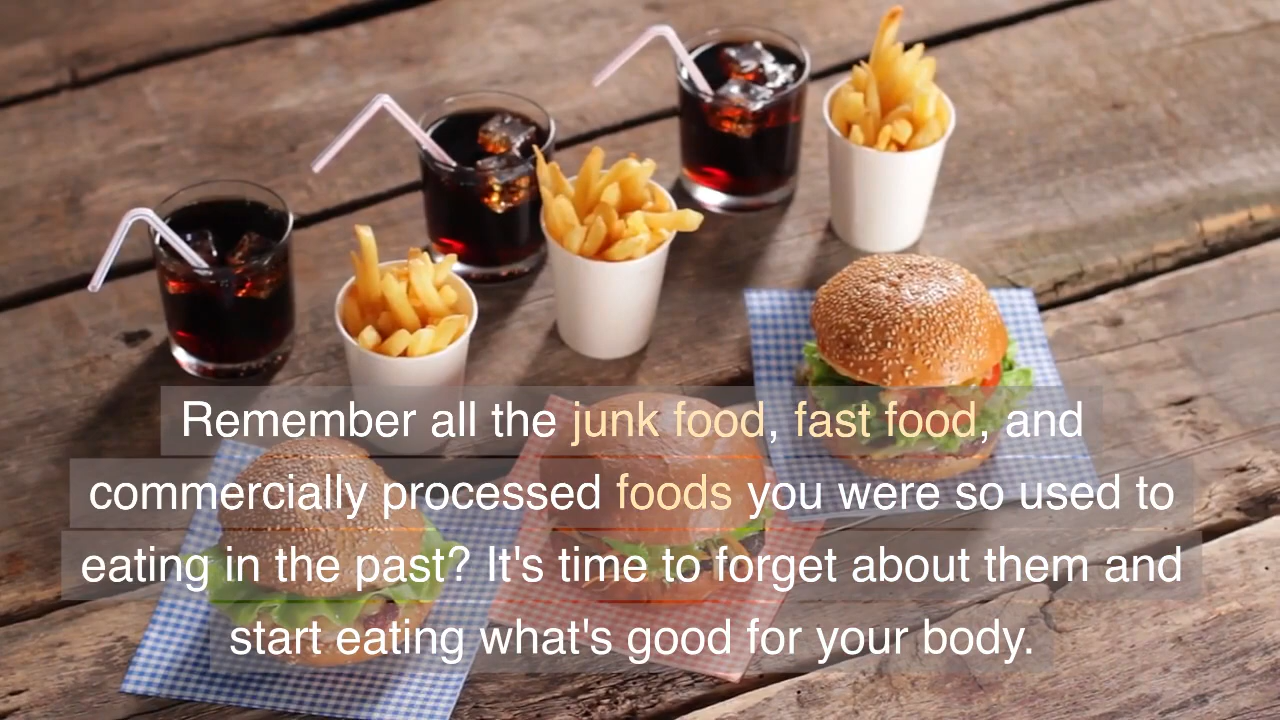 Remember all the junk food, fast food, and
commercially processed foods you were so used to
eating in the past? It's time to forget about them and
start eating what's good for your body.